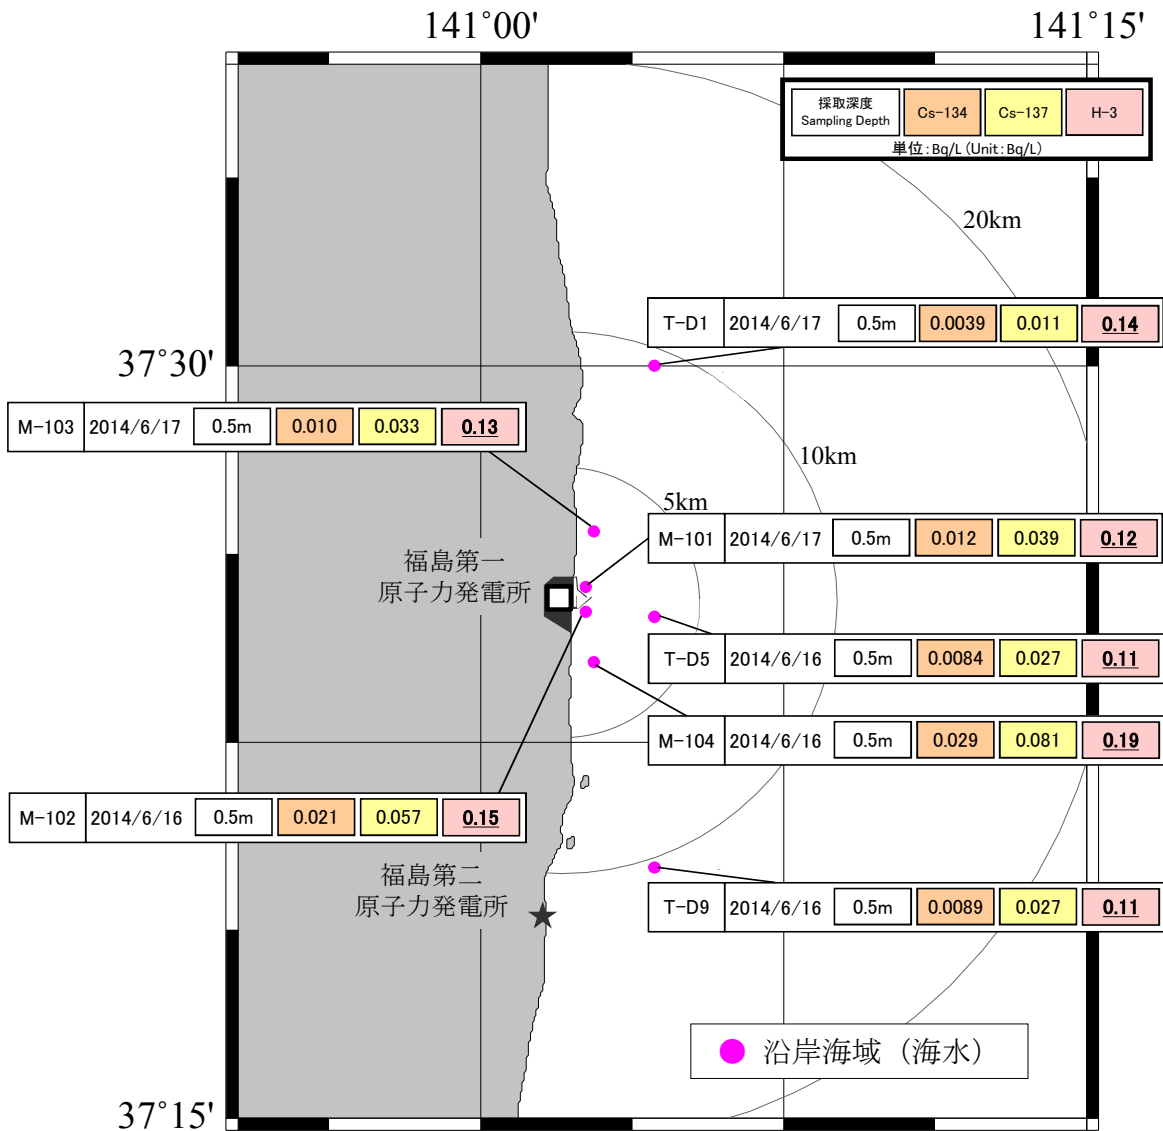 141°00'
141°15'
採取深度
Sampling Depth
Cs-134
Cs-137
H-3
単位:Bq/L (Unit:Bq/L)
20km
T-D1 2014/6/17 0.5m 0.0039 0.011 0.14
37°30'
M-103 2014/6/17 0.5m 0.010 0.033 0.13
10km
5km
M-101 2014/6/17 0.5m 0.012 0.039 0.12
福島第一
原子力発電所
T-D5 2014/6/16 0.5m 0.0084 0.027 0.11
M-104 2014/6/16 0.5m 0.029 0.081 0.19
M-102 2014/6/16 0.5m 0.021 0.057 0.15
福島第二
原子力発電所
T-D9 2014/6/16 0.5m 0.0089 0.027 0.11
沿岸海域（海水）
37°15'